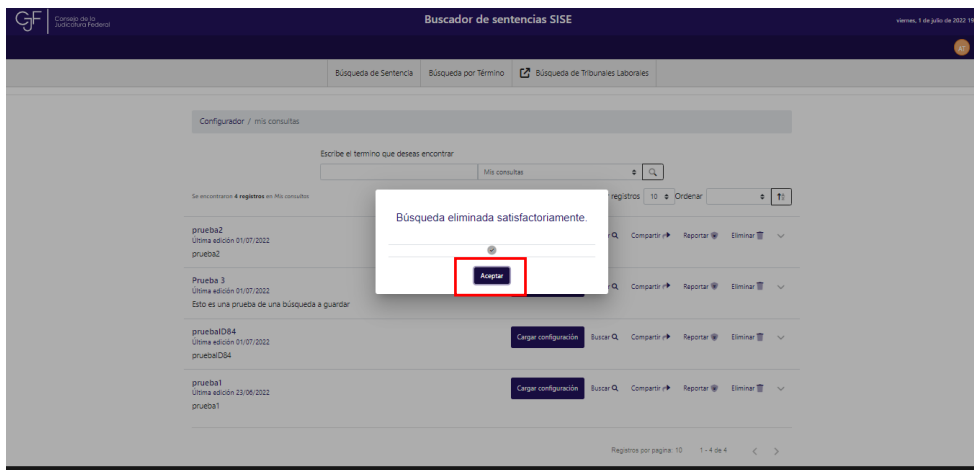 Consejo de la
Judicatura Federal
Buscador de sentencias SISE
viernes, 1 de julio de 2022 19
AT
Búsqueda de Sentencia
Búsqueda por Término
Búsqueda de Tribunales Laborales
Configurador / mis consultas
Escribe el termino que deseas encontrar
Mis consultas
Se encontraron 4 registros en Mis consultas
registros 10 Ordenar
Búsqueda eliminada satisfactoriamente.
Aceptar
prueba2
Última edición 01/07/2022
prueba2
Compartir Reportar Eliminar
Prueba 3
Última edición 01/07/2022
Esto es una prueba de una búsqueda a guardar
Compartir Reportar Eliminar
pruebaID84
Última edición 01/07/2022
pruebaID84
Cargar configuración Buscar Compartir Reportar Eliminar
prueba1
Última edición 23/06/2022
prueba1
Cargar configuración Buscar Compartir Reportar Eliminar
Registros por pagina: 10 1 - 4 de 4